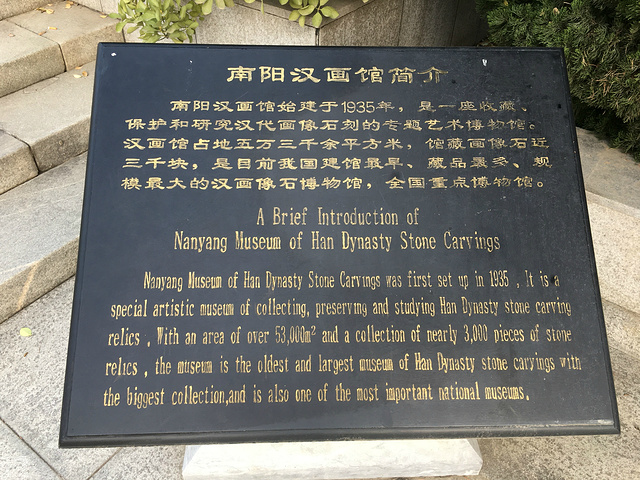 南阳汉画馆简介
南阳汉画馆始建于1935年，是一座收藏、
保护和研究汉代画像石刻的专题艺术博物馆。
汉画馆占地五万三千余平方米，馆藏画像石近
三千块，是目前我国建馆最早、藏品最多、规
模最大的汉画像石博物馆，全国重点博物馆。
A Brief Introduction of
Nanyang Museum of Han Dynasty Stone Carvings
Nanyang Museum of Han Dynasty Stone Carvings was first set up in 1935 , It is a
special artistic museum of collecting, preserving and studying Han Dynasty stone carving
relics , With an area of over 53,000m² and a collection of nearly 3,000 pieces of stone
relics , the museum is the oldest and largest museum of Han Dynasty stone carvings with
the biggest collection,and is also one of the most important national museums.